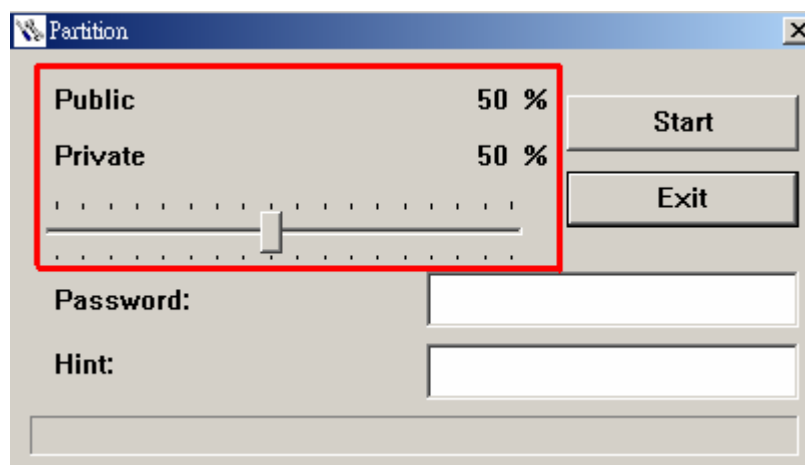 Partition
Public 50 %
Private 50 %
Start
Exit
Password:
Hint: